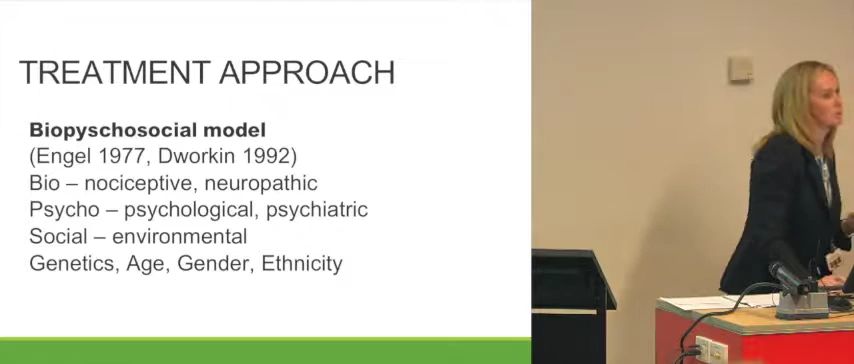 TREATMENT APPROACH
Biopyschosocial model
(Engel 1977, Dworkin 1992)
Bio – nociceptive, neuropathic
Psycho – psychological, psychiatric
Social – environmental
Genetics, Age, Gender, Ethnicity